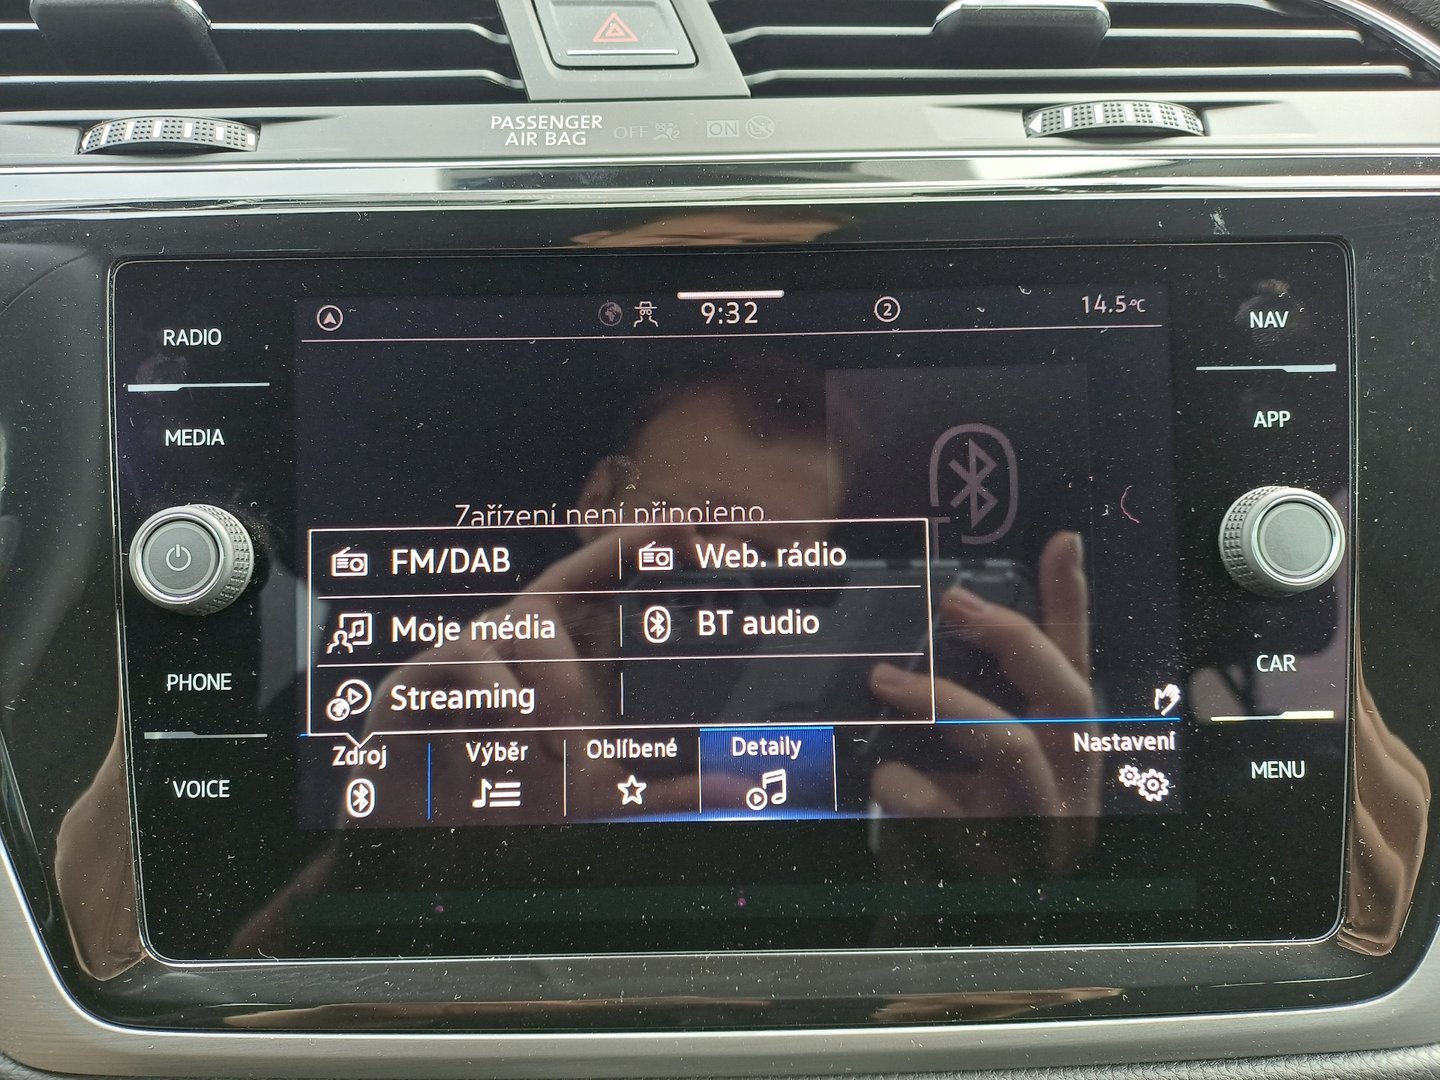 PASSENGER
AIR BAG
OFF
ON
9:32
2
14.5°C
RADIO
MEDIA
PHONE
VOICE
NAV
APP
CAR
MENU
Zařízení není připojeno.
FM/DAB
Web. rádio
Moje média
BT audio
Streaming
Zdroj
Výběr
Oblíbené
Detaily
Nastavení